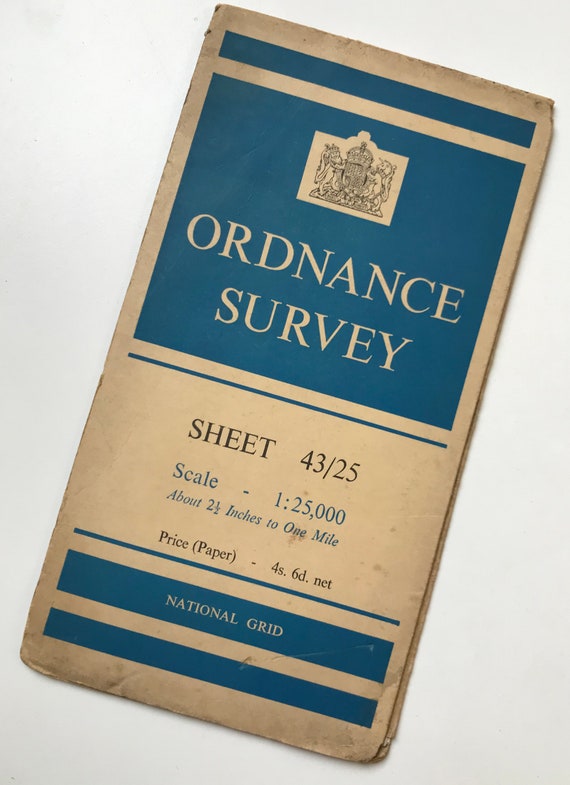 ORDNANCE
SURVEY
SHEET 43/25
Scale - 1:25,000
About 2½ Inches to One Mile
Price (Paper) - 4s. 6d. net
NATIONAL GRID